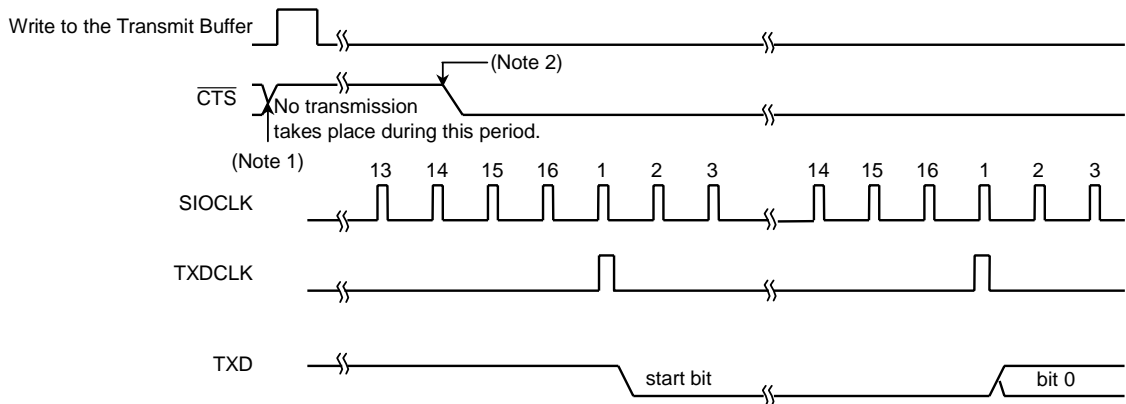 Write to the Transmit Buffer
(Note 2)
CTS
No transmission
takes place during this period.
(Note 1)
13 14 15 16 1 2 3 14 15 16 1 2 3
SIOCLK
TXDCLK
TXD
start bit
bit 0